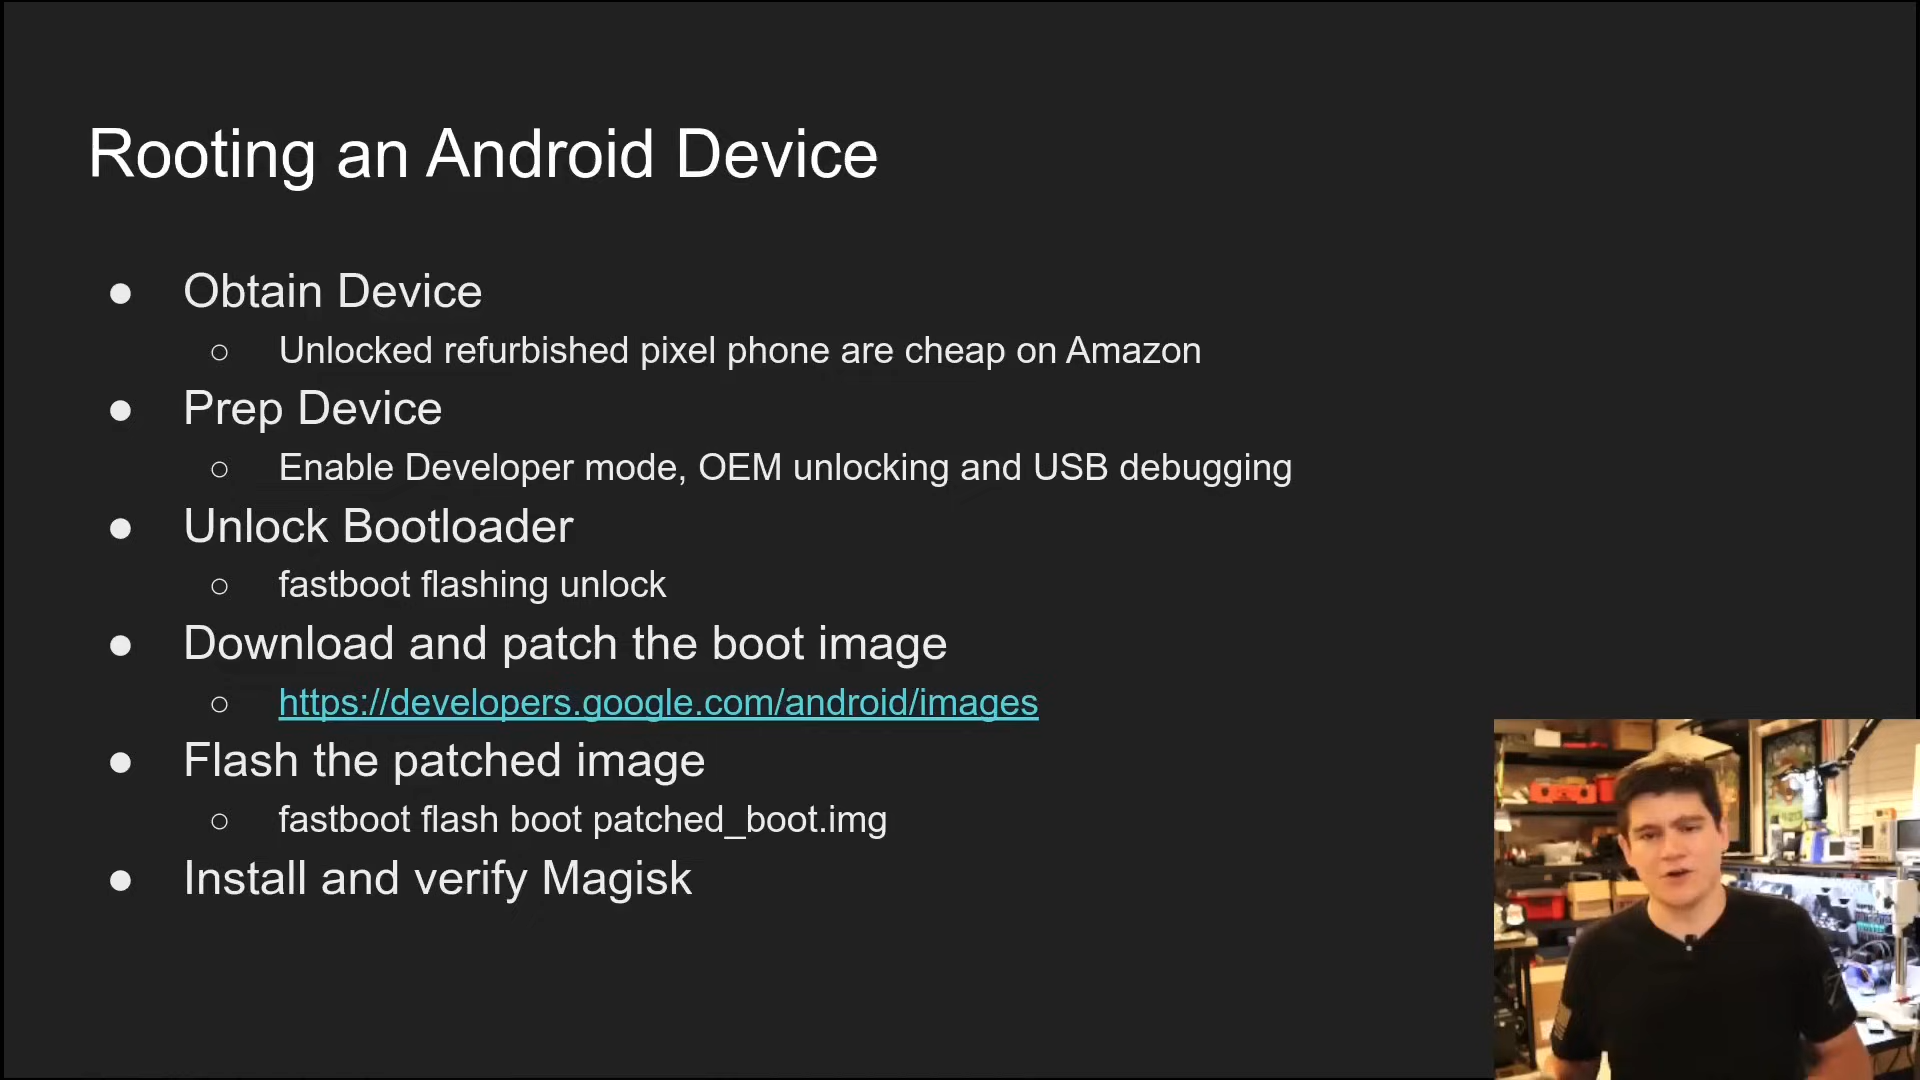 Rooting an Android Device
● Obtain Device
○ Unlocked refurbished pixel phone are cheap on Amazon
● Prep Device
○ Enable Developer mode, OEM unlocking and USB debugging
● Unlock Bootloader
○ fastboot flashing unlock
● Download and patch the boot image
○ https://developers.google.com/android/images
● Flash the patched image
○ fastboot flash boot patched_boot.img
● Install and verify Magisk